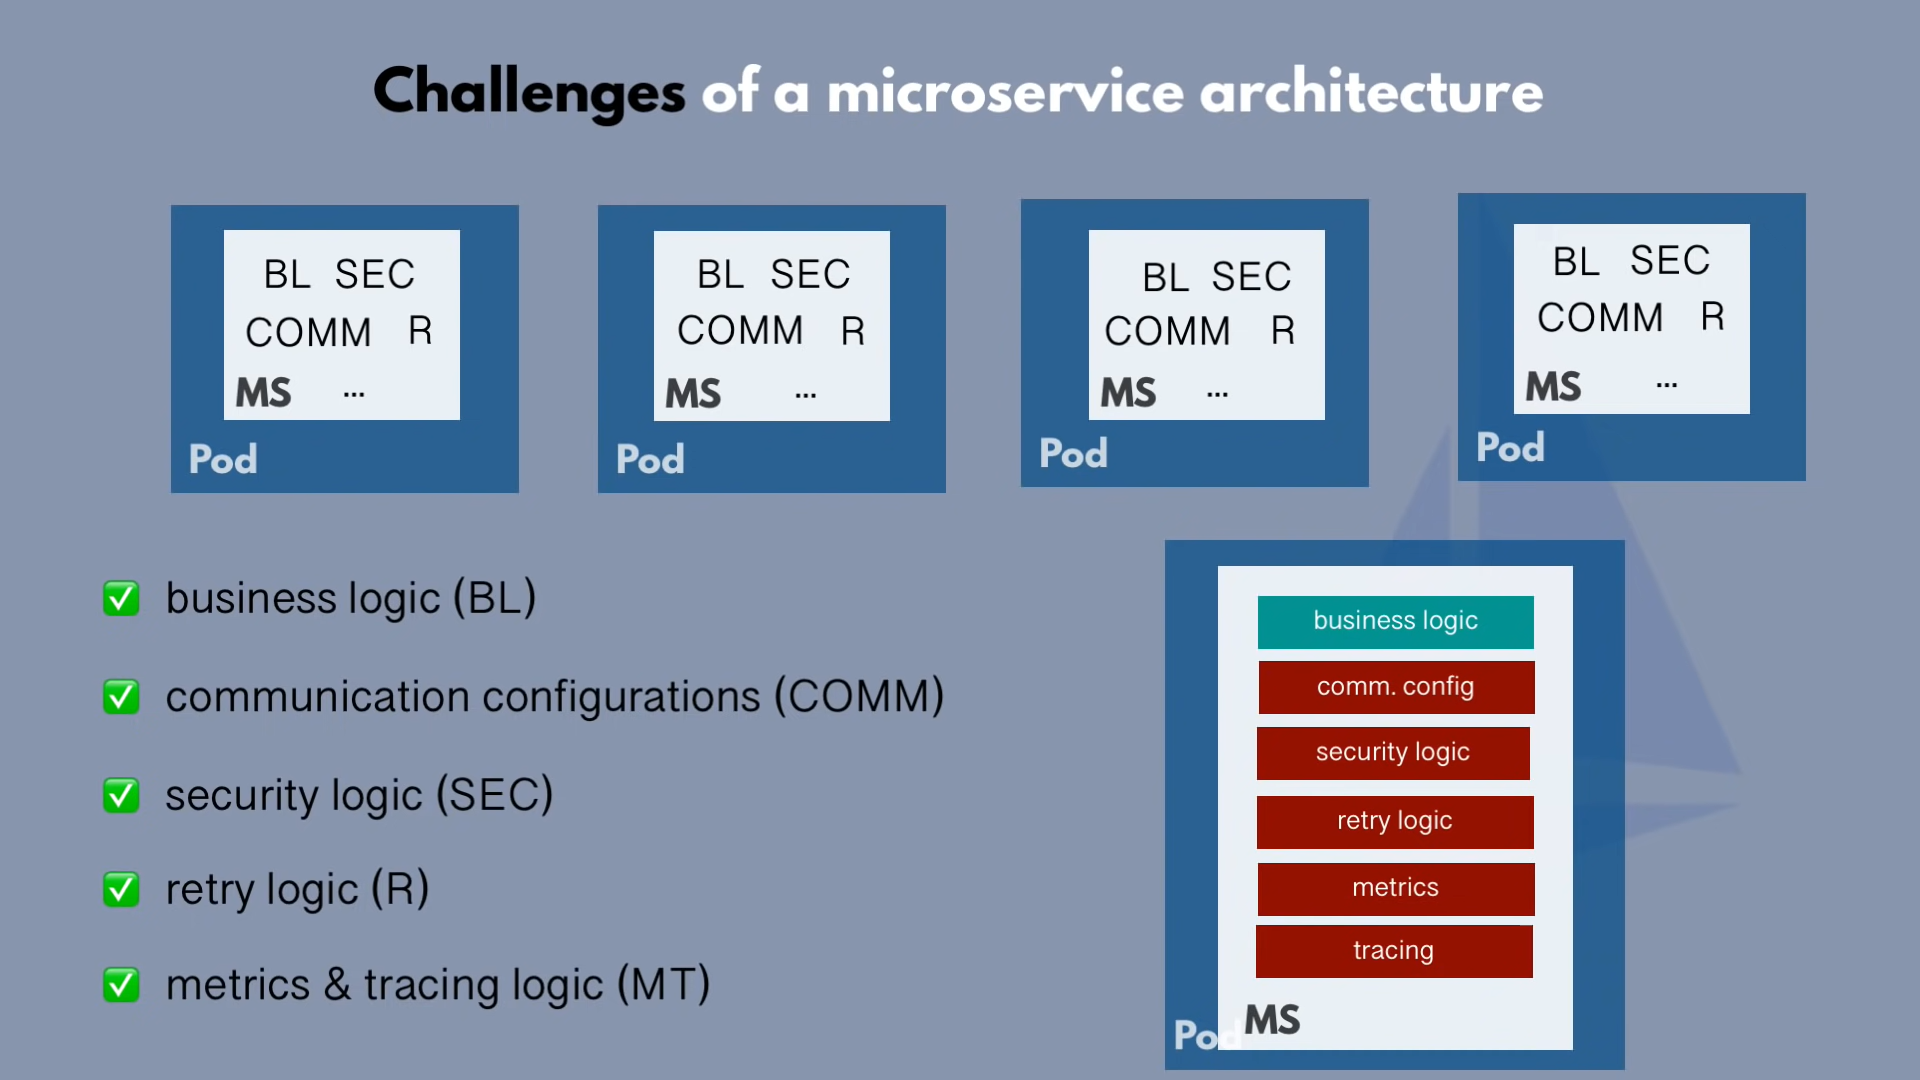 Challenges of a microservice architecture
BL SEC
COMM R
MS ...
Pod
BL SEC
COMM R
MS ...
Pod
BL SEC
COMM R
MS ...
Pod
BL SEC
COMM R
MS ...
Pod
business logic (BL)
communication configurations (COMM)
security logic (SEC)
retry logic (R)
metrics & tracing logic (MT)
business logic
comm. config
security logic
retry logic
metrics
tracing
MS
Pod